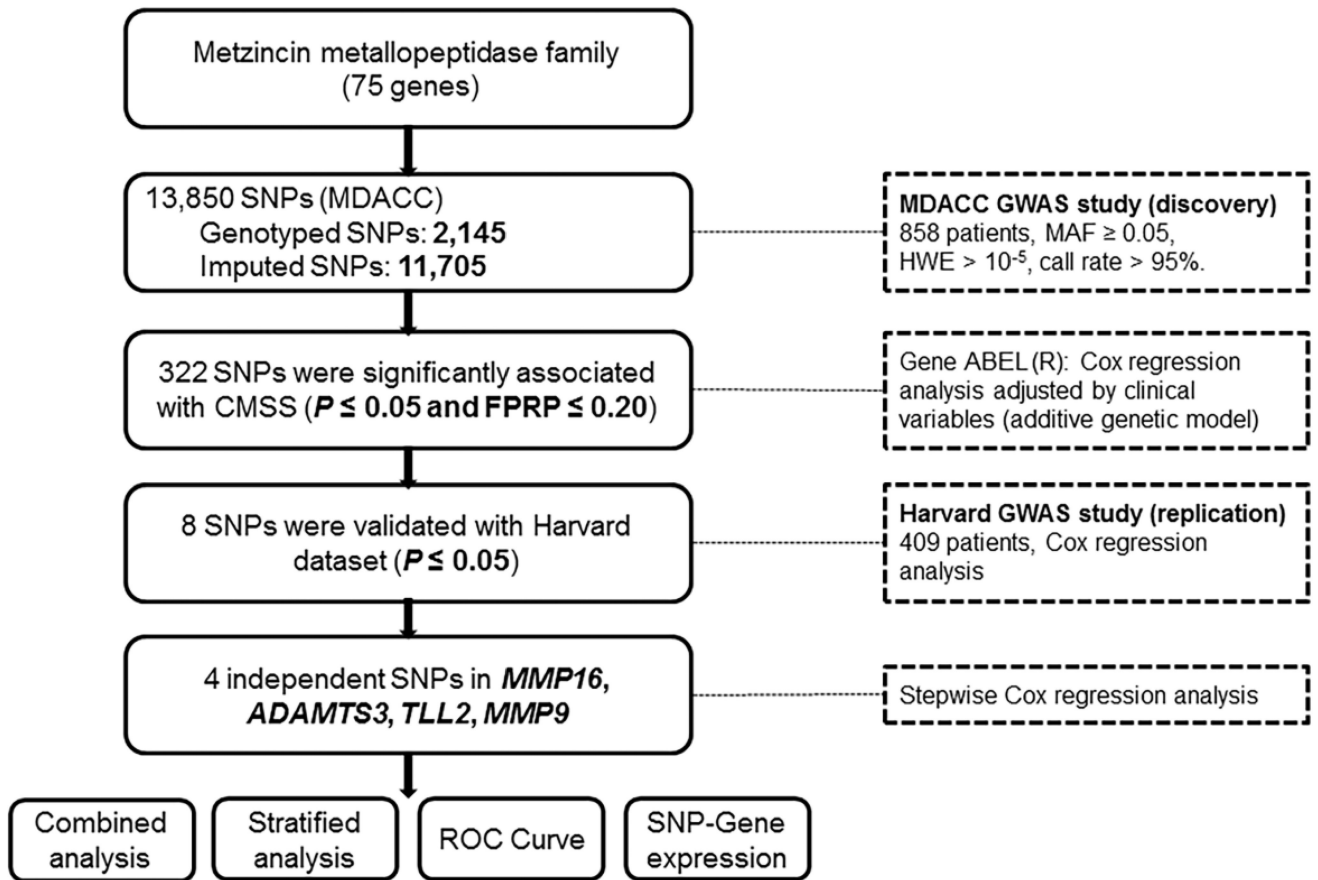 Metzincin metallopeptidase family
(75 genes)
13,850 SNPs (MDACC)
Genotyped SNPs: 2,145
Imputed SNPs: 11,705
MDACC GWAS study (discovery)
858 patients, MAF ≥ 0.05,
HWE > 10⁻⁵, call rate > 95%.
322 SNPs were significantly associated
with CMSS (P ≤ 0.05 and FPRP ≤ 0.20)
Gene ABEL (R): Cox regression
analysis adjusted by clinical
variables (additive genetic model)
8 SNPs were validated with Harvard
dataset (P ≤ 0.05)
Harvard GWAS study (replication)
409 patients, Cox regression
analysis
4 independent SNPs in MMP16,
ADAMTS3, TLL2, MMP9
Stepwise Cox regression analysis
Combined
analysis
Stratified
analysis
ROC Curve
SNP-Gene
expression